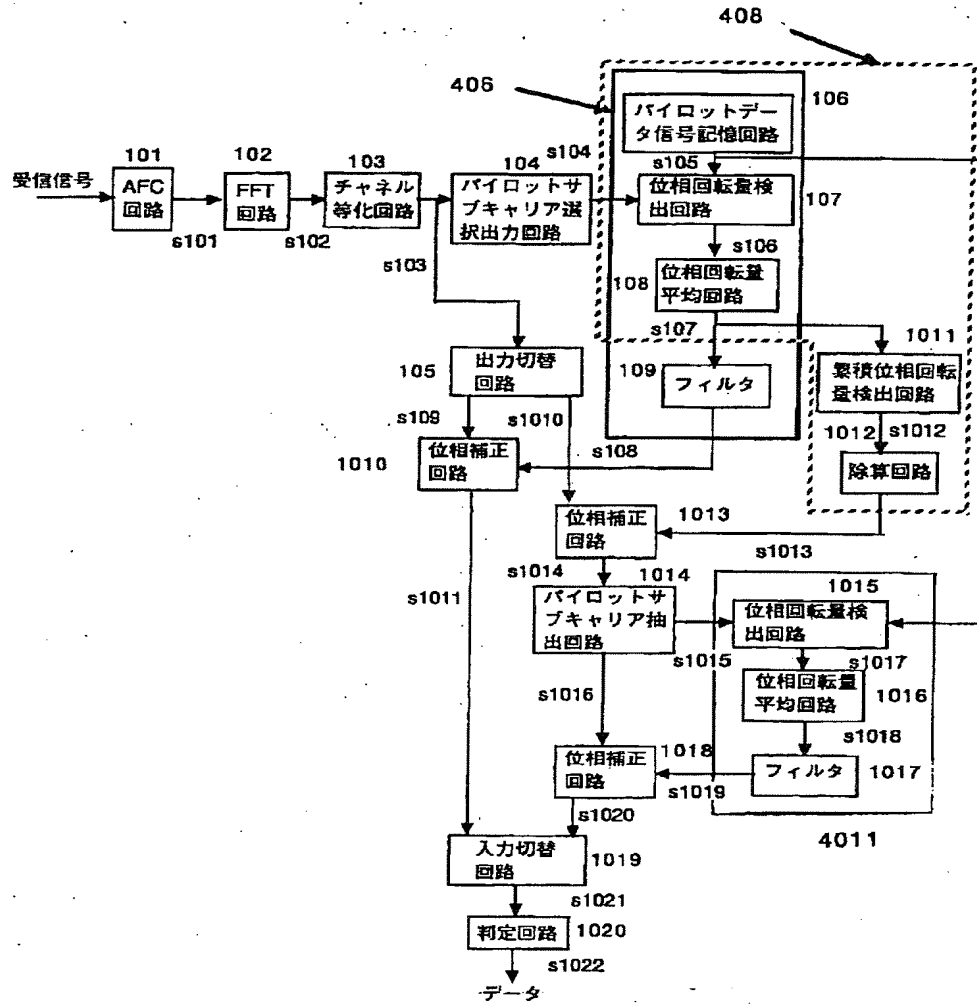 408
406
106
パイロットデー
タ信号記憶回路
101
102
103
104
s104
s105
受信信号
AFC
回路
FFT
回路
チャネル
等化回路
パイロットサ
ブキャリア選
択出力回路
位相回転量検
出回路
107
s101
s102
s103
s106
108
位相回転量
平均回路
s107
1011
105
出力切替
回路
109
フィルタ
累積位相回転
量検出回路
s109
s1010
s108
1012
s1012
1010
位相補正
回路
除算回路
位相補正
回路
1013
s1013
s1014
1014
s1011
パイロットサ
ブキャリア抽
出回路
1015
位相回転量検
出回路
s1015
s1017
s1016
位相回転量
平均回路
1016
s1018
位相補正
回路
1018
フィルタ
1017
s1019
s1020
4011
入力切替
回路
1019
s1021
判定回路
1020
s1022
データ